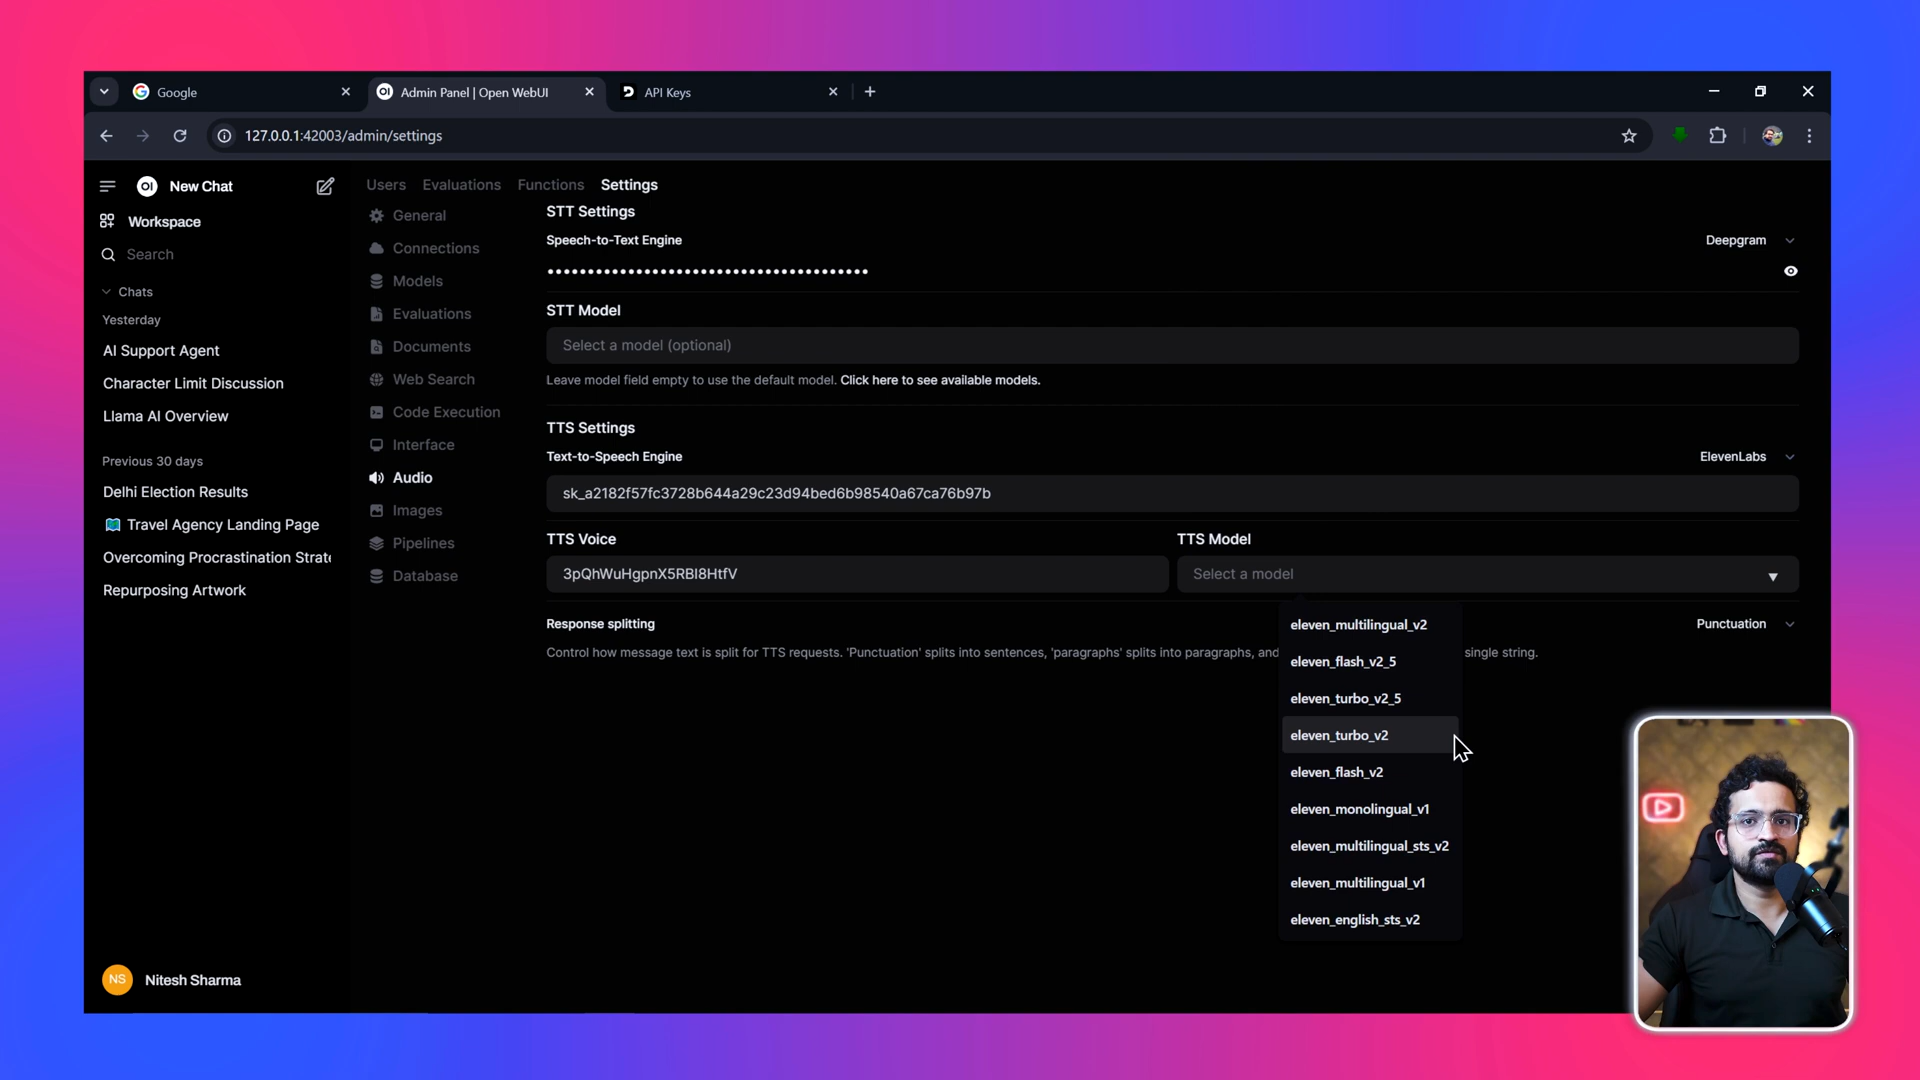 Google
Admin Panel | Open WebUI
API Keys
127.0.0.1:42003/admin/settings
OI
New Chat
Workspace
Search
Chats
Yesterday
AI Support Agent
Character Limit Discussion
Llama AI Overview
Previous 30 days
Delhi Election Results
Travel Agency Landing Page
Overcoming Procrastination Strate
Repurposing Artwork
NS
Nitesh Sharma
Users
Evaluations
Functions
Settings
General
Connections
Models
Evaluations
Documents
Web Search
Code Execution
Interface
Audio
Images
Pipelines
Database
STT Settings
Speech-to-Text Engine
Deepgram
STT Model
Select a model (optional)
Leave model field empty to use the default model. Click here to see available models.
TTS Settings
Text-to-Speech Engine
ElevenLabs
sk_a2182f57fc3728b644a29c23d94bed6b98540a67ca76b97b
TTS Voice
3pQhWuHgpnX5RBI8HtfV
TTS Model
Select a model
Response splitting
Punctuation
Control how message text is split for TTS requests. 'Punctuation' splits into sentences, 'paragraphs' splits into paragraphs, and
single string.
eleven_multilingual_v2
eleven_flash_v2_5
eleven_turbo_v2_5
eleven_turbo_v2
eleven_flash_v2
eleven_monolingual_v1
eleven_multilingual_sts_v2
eleven_multilingual_v1
eleven_english_sts_v2